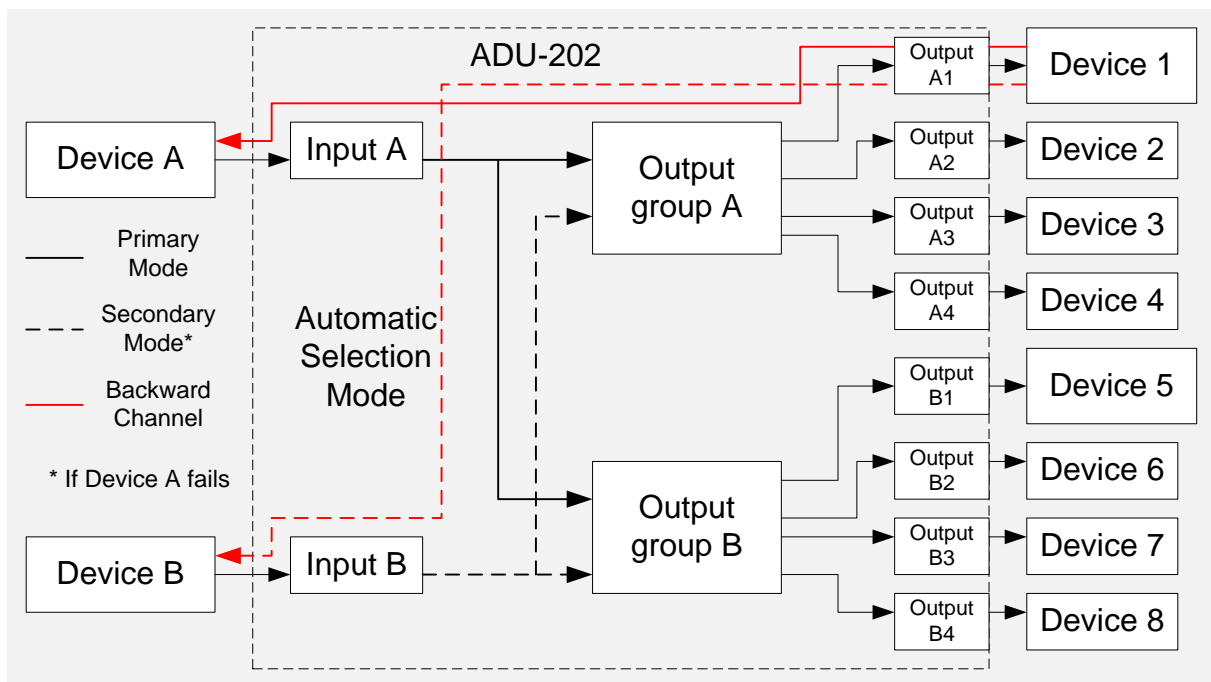 ADU-202
Device A
Input A
Primary
Mode
Secondary
Mode*
Backward
Channel
* If Device A fails
Device B
Input B
Automatic
Selection
Mode
Output
group A
Output
group B
Output
A1
Device 1
Output
A2
Device 2
Output
A3
Device 3
Output
A4
Device 4
Output
B1
Device 5
Output
B2
Device 6
Output
B3
Device 7
Output
B4
Device 8